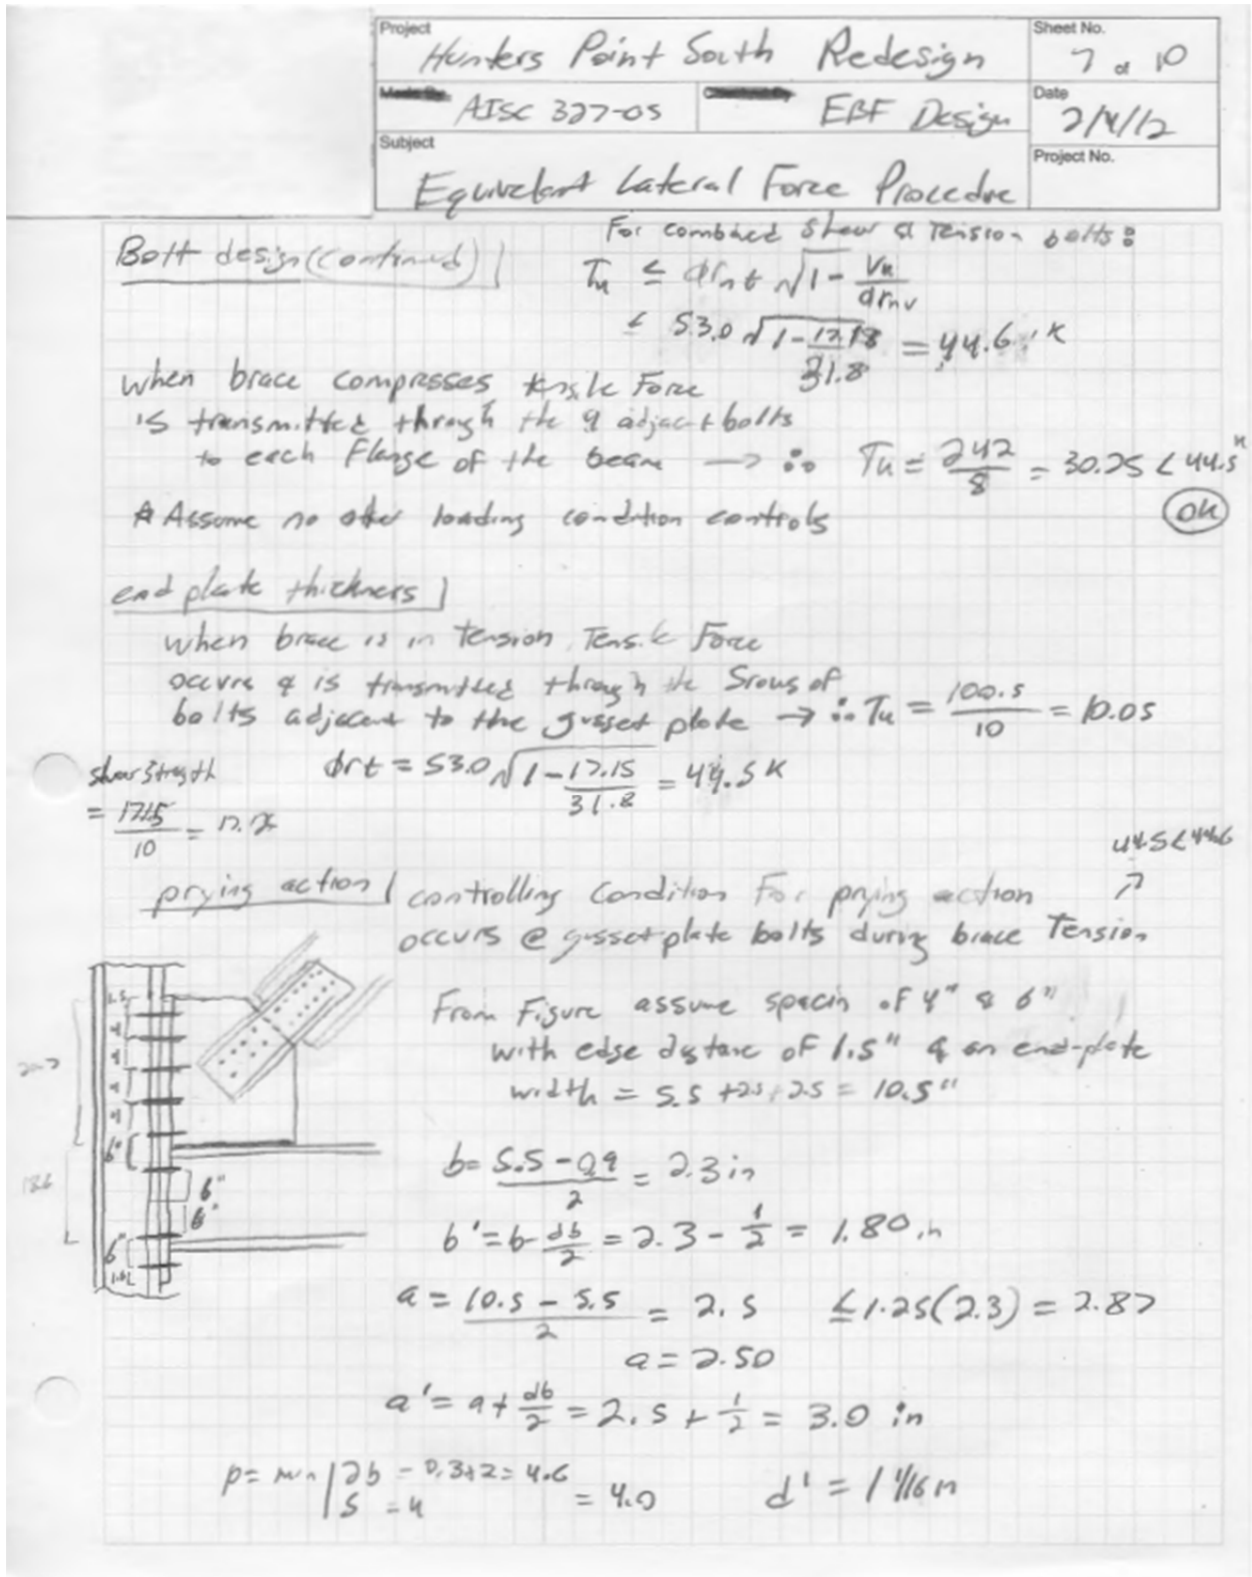 Project
Hunters Point South Redesign
Sheet No.
7 of 10
AISC 327-05
EBF Design
Date
2/4/12
Subject
Equivelant Lateral Force Procedure
Project No.
Bolt design (continued)
For combined Shear & Tension bolts:
Tu ≤ φrnt √(1 - Vu/φrnv)
≤ 53.0 √(1 - 17.18/31.8) = 44.6 K
when brace compresses tensile Force
is transmitted through the 4 adjacent bolts
to each Flange of the beam → ∴ Tu = 242/8 = 30.25 < 44.5 K
OK
* Assume no other loading condition controls
end plate thickness
when brace is in Tension, Tensile Force
occurs & is transmitted through the 5 rows of
bolts adjacent to the gusset plate → ∴ Tu = 100.5/10 = 10.05
shear strength
φrt = 53.0 √(1 - 17.15/31.8) = 44.5 K
= 171.5/10 =
44.5 < 44.6
prying action
controlling Condition For prying action
occurs @ gusset plate bolts during brace Tension
From Figure assume spacin of 4" & 6"
with edge distance of 1.5" & an end-plate
width = 5.5 + 2.5 + 2.5 = 10.5"
1.5
4
4
4
4
6"
6"
6"
6"
b = (5.5 - 0.9)/2 = 2.3 in
b' = b - db/2 = 2.3 - 1/2 = 1.80 in
a = (10.5 - 5.5)/2 = 2.5 ≤ 1.25(2.3) = 2.87
a = 2.50
a' = a + db/2 = 2.5 + 1/2 = 3.0 in
p = min | 2b = 2.3*2 = 4.6
S = 4
= 4.0
d' = 1 1/16 in